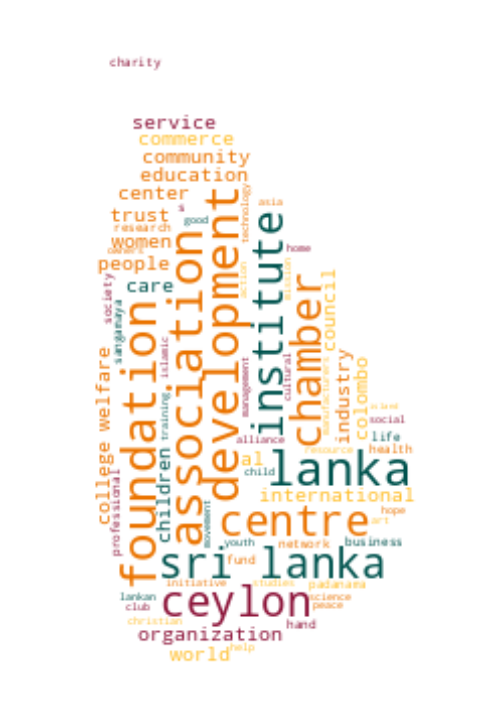 charity
service
commerce
community
education
center
technology
asia
trust
s
good
research
women
owners
people
home
care
society
sangamaya
development
institute
association
action
mission
chamber
council
foundation
islamic
college welfare
management
cultural
manufacturers
industry
colombo
training
children
social
alliance
life
al
child
resource
health
lanka
professional
international
movement
centre
hope
art
youth
network
business
sri lanka
fund
initiative
studies
padanama
lankan
ceylon
science
club
peace
christian
hand
organization
help
world